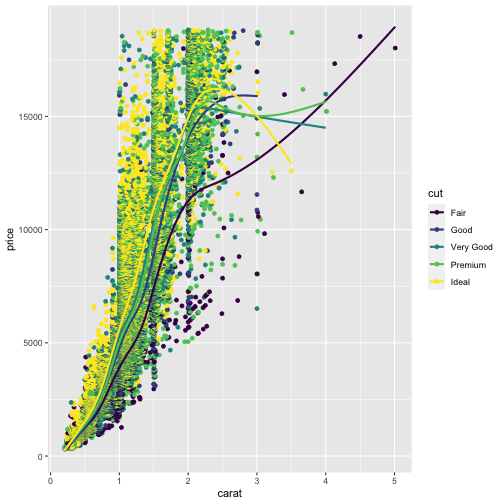 15000
10000
5000
0
price
0
1
2
3
4
5
carat
cut
Fair
Good
Very Good
Premium
Ideal